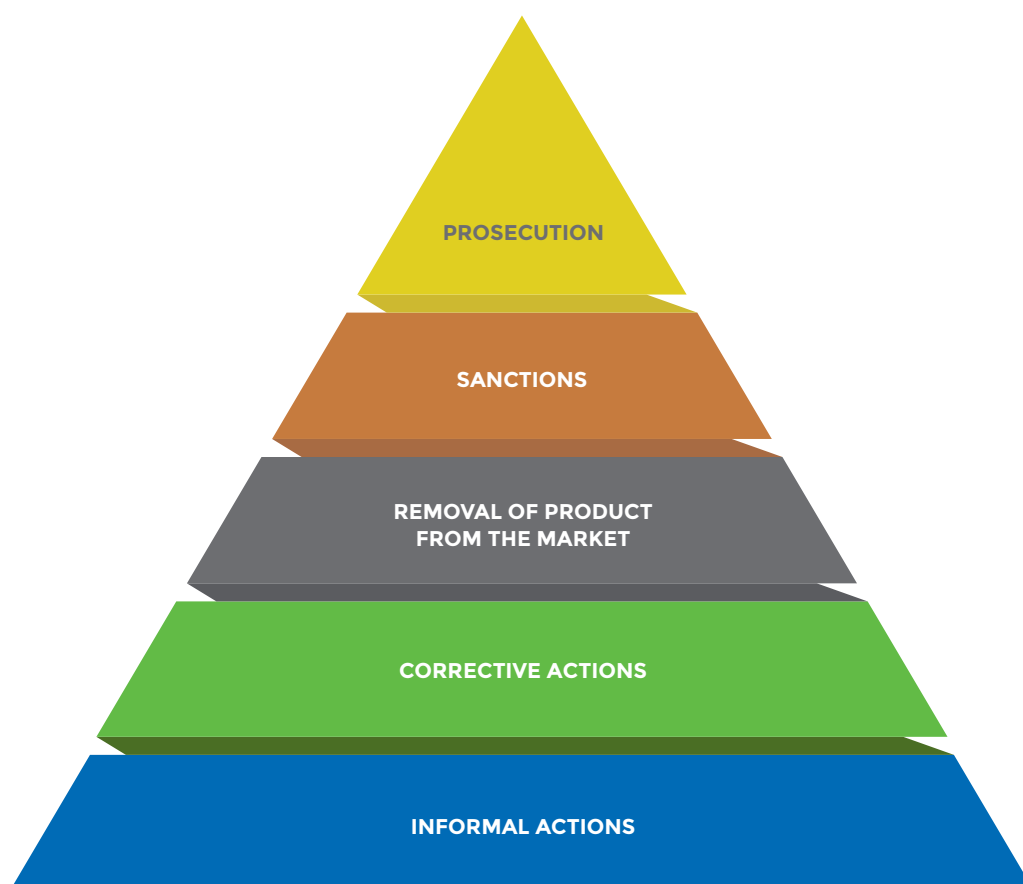 PROSECUTION
SANCTIONS
REMOVAL OF PRODUCT
FROM THE MARKET
CORRECTIVE ACTIONS
INFORMAL ACTIONS